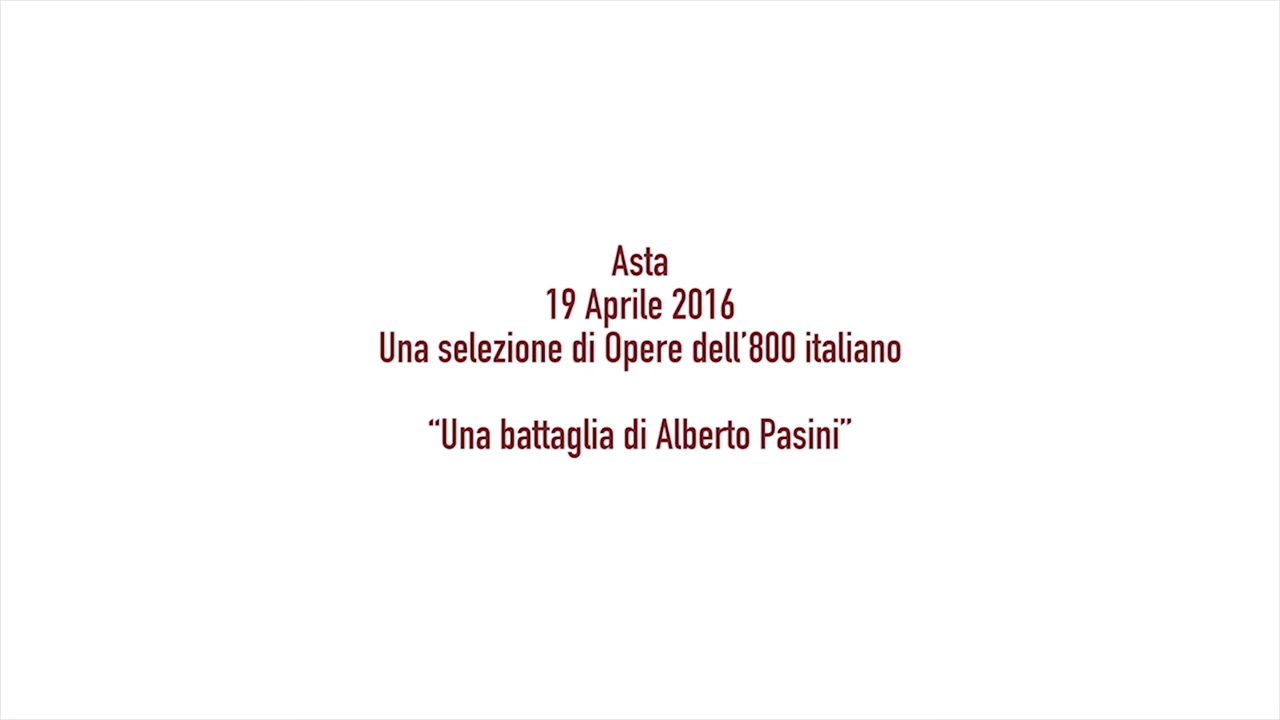 Asta
19 Aprile 2016
Una selezione di Opere dell’800 italiano
“Una battaglia di Alberto Pasini”